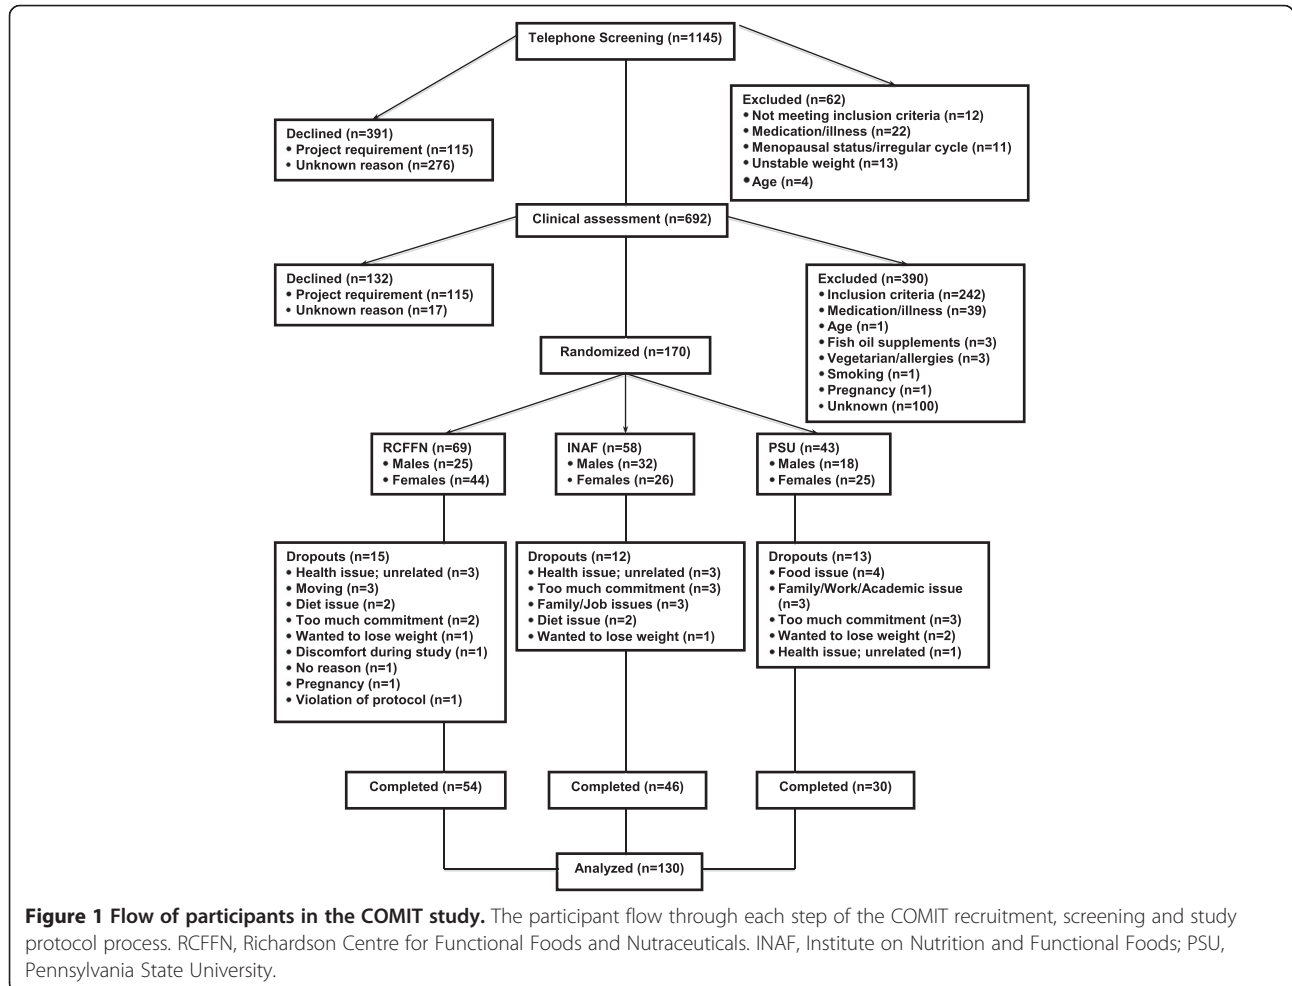 Telephone Screening (n=1145)
Declined (n=391)
• Project requirement (n=115)
• Unknown reason (n=276)
Excluded (n=62)
• Not meeting inclusion criteria (n=12)
• Medication/illness (n=22)
• Menopausal status/irregular cycle (n=11)
• Unstable weight (n=13)
• Age (n=4)
Clinical assessment (n=692)
Declined (n=132)
• Project requirement (n=115)
• Unknown reason (n=17)
Excluded (n=390)
• Inclusion criteria (n=242)
• Medication/illness (n=39)
• Age (n=1)
• Fish oil supplements (n=3)
• Vegetarian/allergies (n=3)
• Smoking (n=1)
• Pregnancy (n=1)
• Unknown (n=100)
Randomized (n=170)
RCFFN (n=69)
• Males (n=25)
• Females (n=44)
INAF (n=58)
• Males (n=32)
• Females (n=26)
PSU (n=43)
• Males (n=18)
• Females (n=25)
Dropouts (n=15)
• Health issue; unrelated (n=3)
• Moving (n=3)
• Diet issue (n=2)
• Too much commitment (n=2)
• Wanted to lose weight (n=1)
• Discomfort during study (n=1)
• No reason (n=1)
• Pregnancy (n=1)
• Violation of protocol (n=1)
Dropouts (n=12)
• Health issue; unrelated (n=3)
• Too much commitment (n=3)
• Family/Job issues (n=3)
• Diet issue (n=2)
• Wanted to lose weight (n=1)
Dropouts (n=13)
• Food issue (n=4)
• Family/Work/Academic issue
(n=3)
• Too much commitment (n=3)
• Wanted to lose weight (n=2)
• Health issue; unrelated (n=1)
Completed (n=54)
Completed (n=46)
Completed (n=30)
Analyzed (n=130)
Figure 1 Flow of participants in the COMIT study. The participant flow through each step of the COMIT recruitment, screening and study
protocol process. RCFFN, Richardson Centre for Functional Foods and Nutraceuticals. INAF, Institute on Nutrition and Functional Foods; PSU,
Pennsylvania State University.